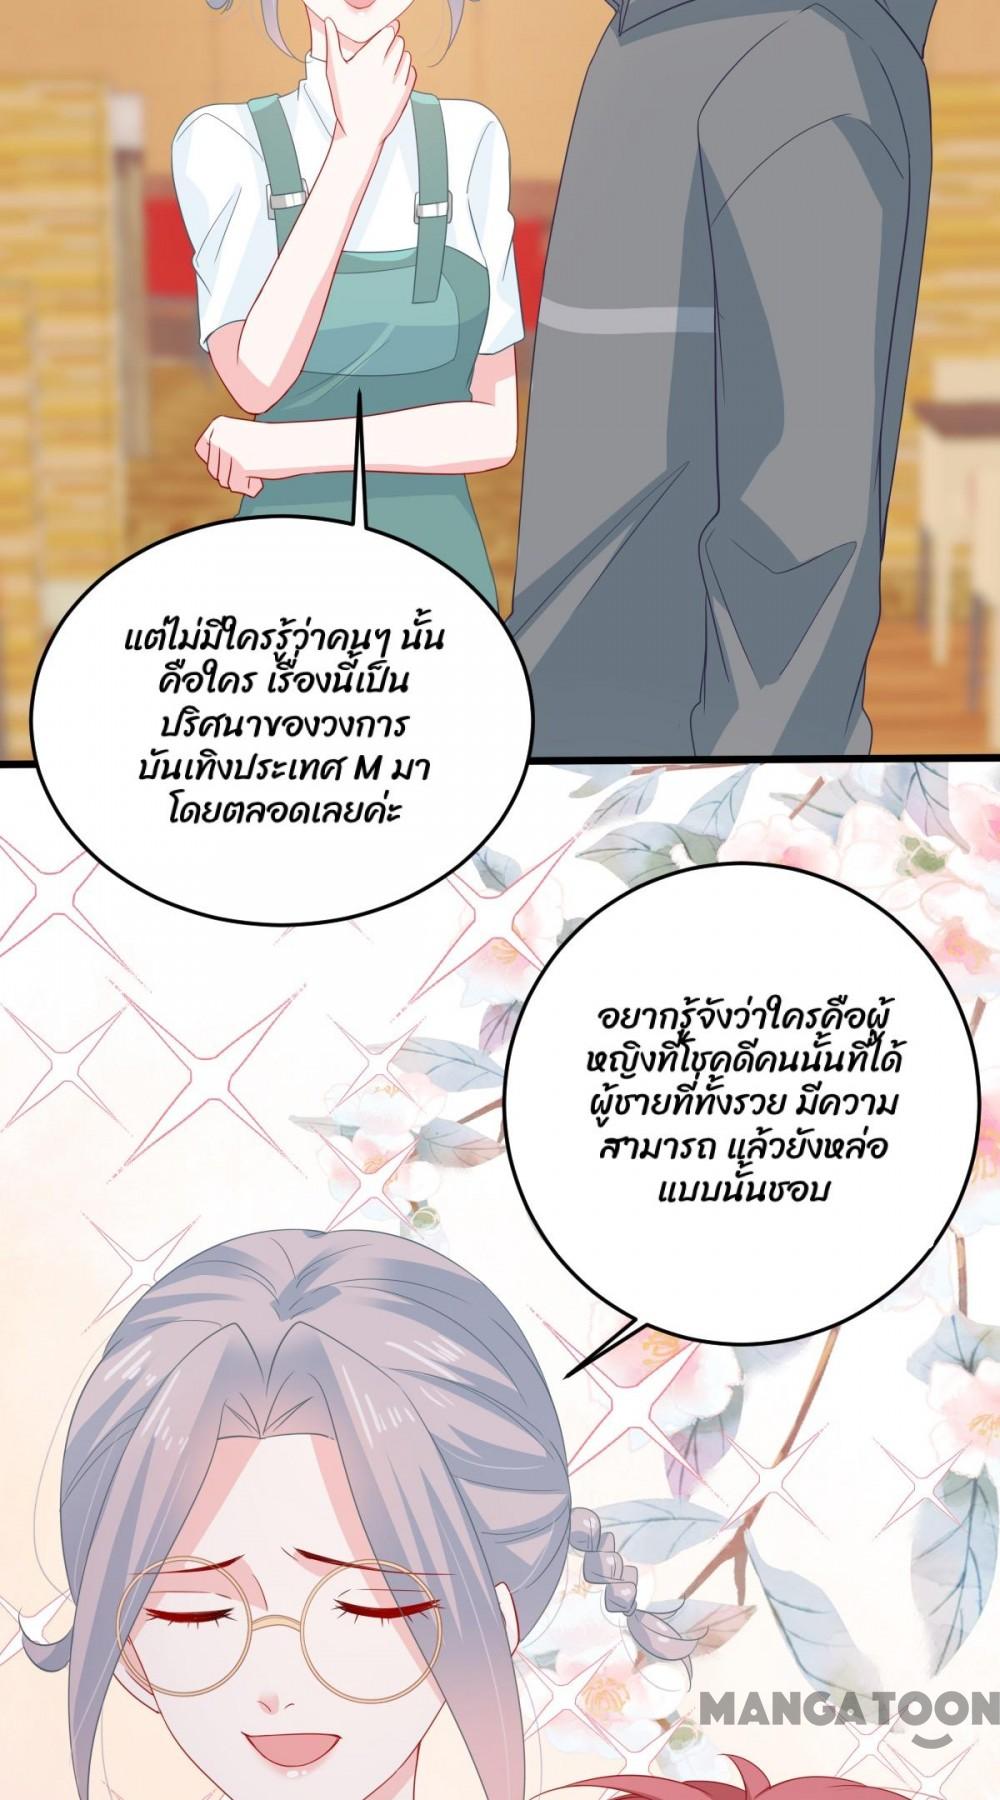 แต่ไม่มีใครรู้ว่าคนๆ นั้น
คือใคร เรื่องนี้เป็น
ปริศนาของวงการ
บันเทิงประเทศ M มา
โดยตลอดเลยค่ะ
อยากรู้จังว่าใครคือผู้
หญิงที่โชคดีคนนั้นที่ได้
ผู้ชายที่ทั้งรวย มีความ
สามารถ แล้วยังหล่อ
แบบนั้นชอบ
MANGATOON